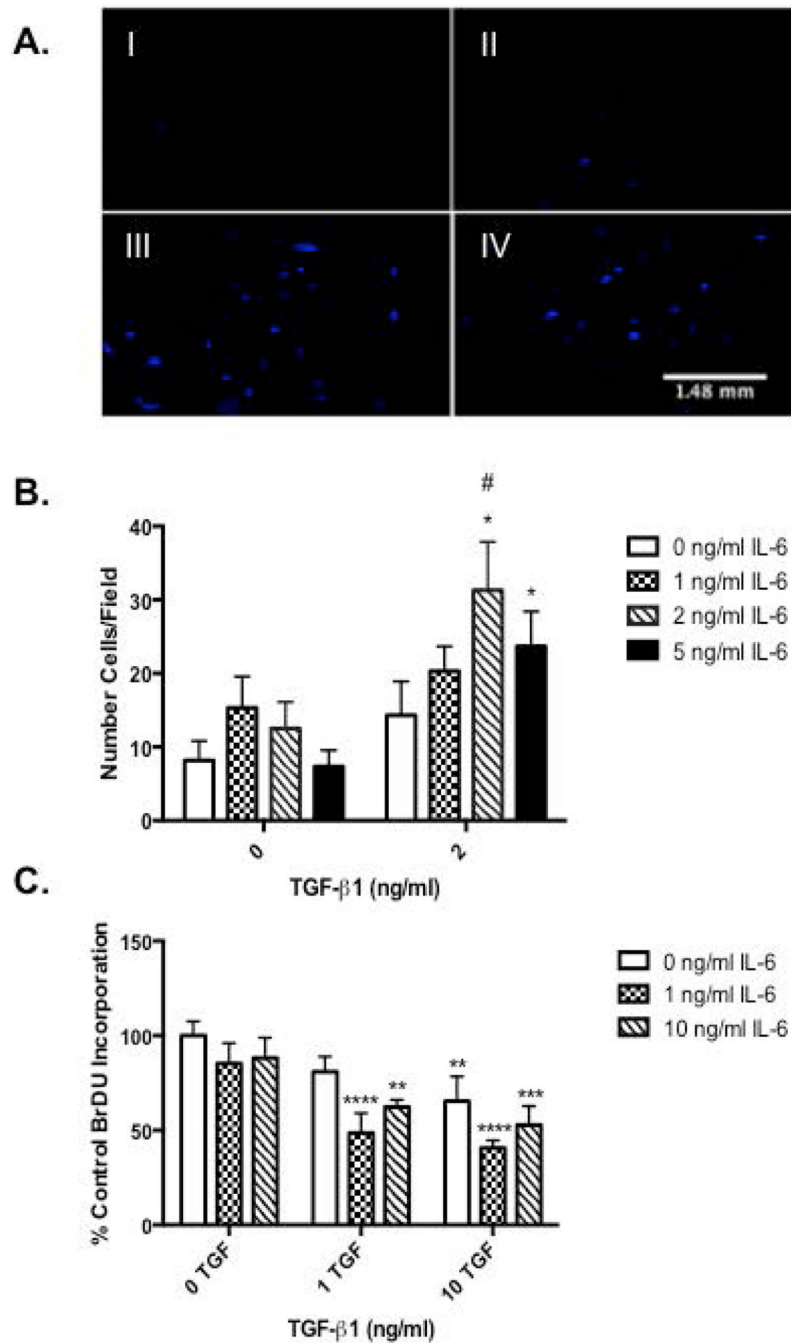 A.
I
II
III
IV
1.48 mm
B.
#
*
*
40
30
20
10
0
Number Cells/Field
0
2
TGF-β1 (ng/ml)
0 ng/ml IL-6
1 ng/ml IL-6
2 ng/ml IL-6
5 ng/ml IL-6
C.
150
100
50
0
% Control BrDU Incorporation
****
**
**
****
***
0 TGF
1 TGF
10 TGF
TGF-β1 (ng/ml)
0 ng/ml IL-6
1 ng/ml IL-6
10 ng/ml IL-6